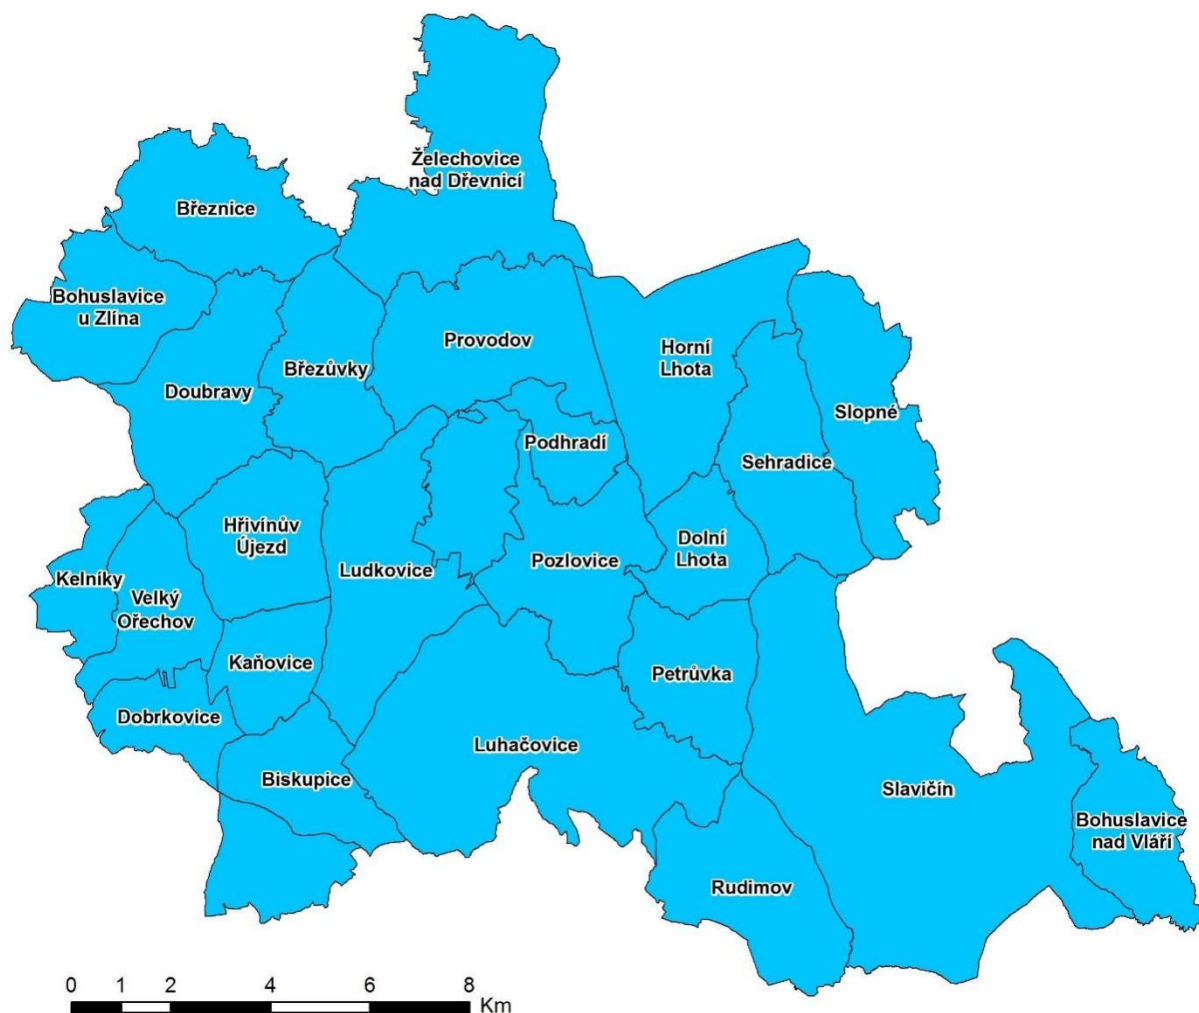 Želechovice
nad Dřevnicí
Březnice
Bohuslavice
u Zlína
Provodov
Horní
Lhota
Březůvky
Doubravy
Slopné
Podhradí
Sehradice
Hřivínův
Újezd
Dolní
Lhota
Ludkovice
Pozlovice
Kelníky
Velký
Ořechov
Kaňovice
Petrůvka
Dobrkovice
Luhačovice
Biskupice
Slavičín
Bohuslavice
nad Vláří
Rudimov
0 1 2 4 6 8
Km